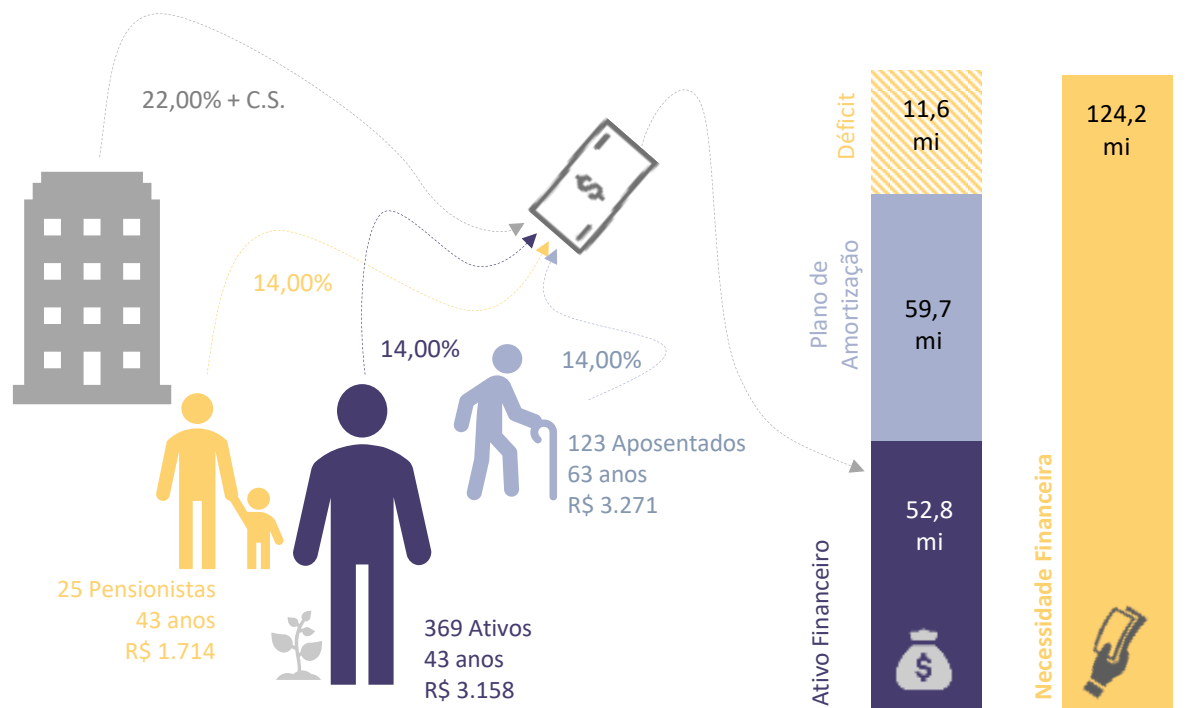 22,00% + C.S.
14,00%
14,00%
14,00%
$
25 Pensionistas
43 anos
R$ 1.714
369 Ativos
43 anos
R$ 3.158
123 Aposentados
63 anos
R$ 3.271
Déficit
11,6
mi
Plano de
Amortização
59,7
mi
Ativo Financeiro
52,8
mi
$
Necessidade Financeira
124,2
mi